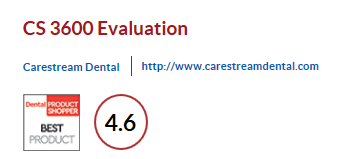 CS 3600 Evaluation
Carestream Dental
http://www.carestreamdental.com
Dental PRODUCT
SHOPPER
BEST
PRODUCT
4.6